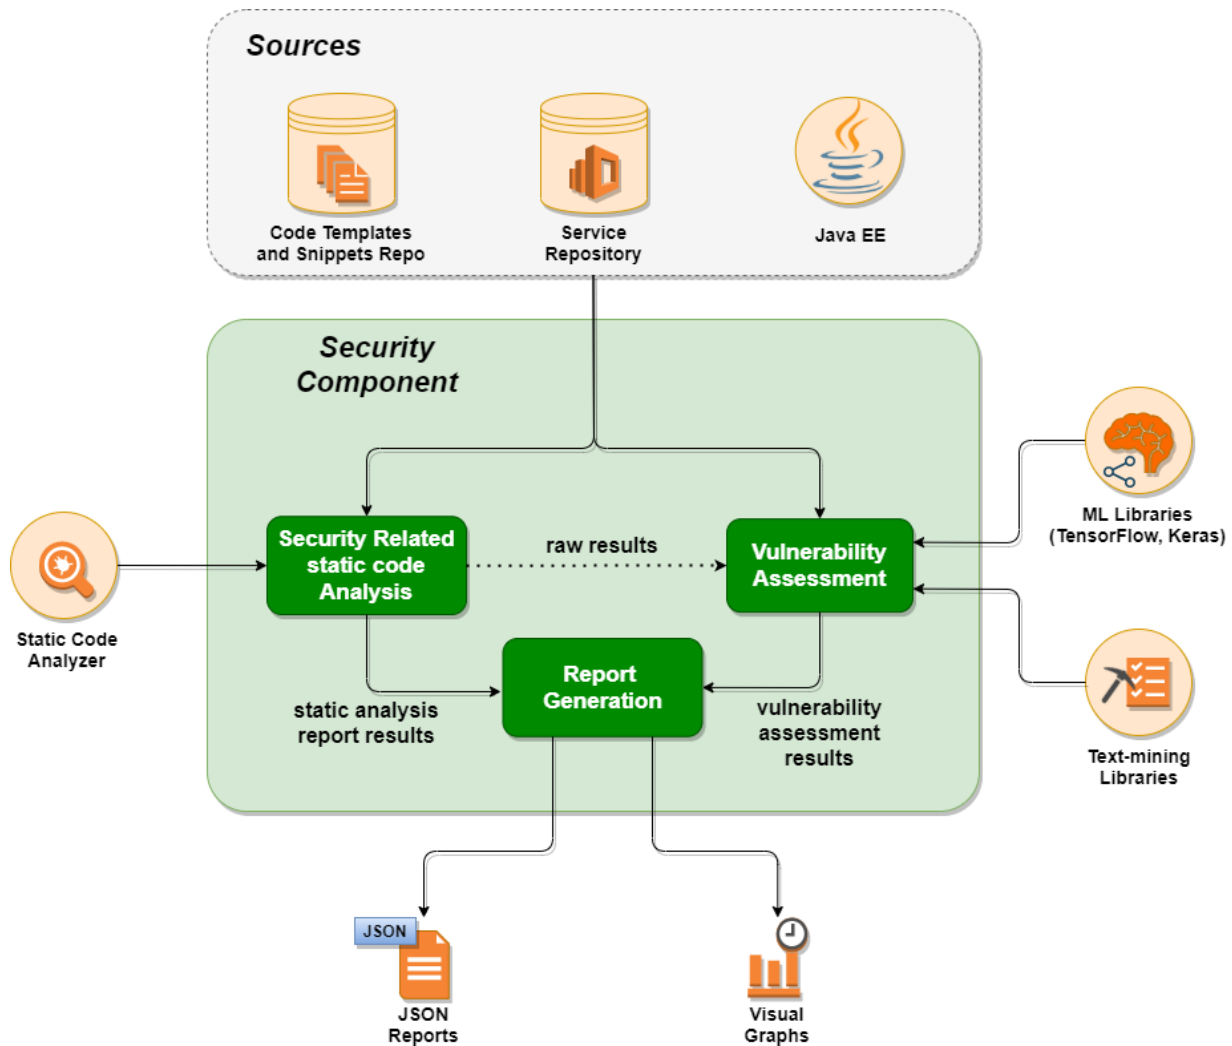 Sources
Code Templates
and Snippets Repo
Service
Repository
Java EE
Security
Component
ML Libraries
(TensorFlow, Keras)
Security Related
static code
Analysis
raw results
Vulnerability
Assessment
Static Code
Analyzer
Report
Generation
static analysis
report results
vulnerability
assessment
results
Text-mining
Libraries
JSON
JSON
Reports
Visual
Graphs